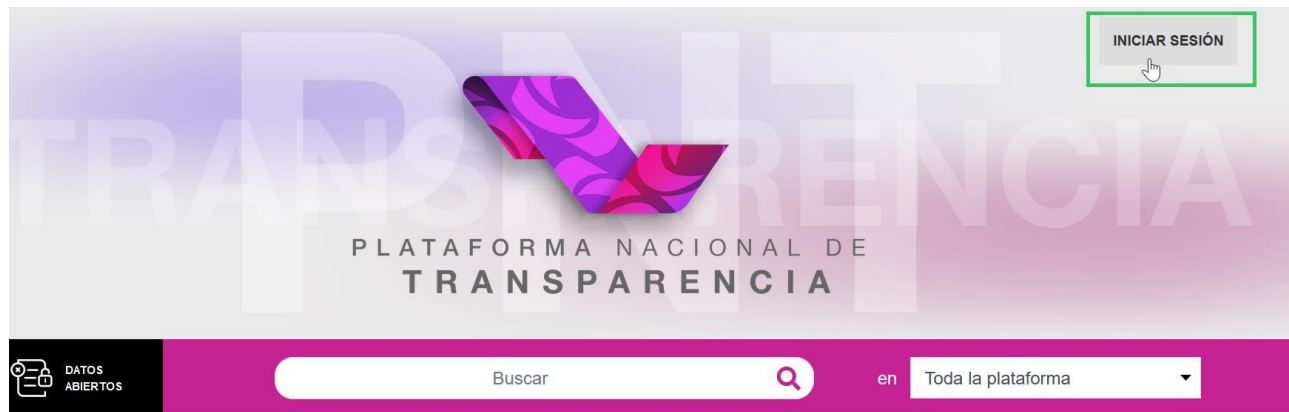 INICIAR SESIÓN
PNT
TRANSPARENCIA
PLATAFORMA NACIONAL DE
TRANSPARENCIA
DATOS
ABIERTOS
Buscar
en
Toda la plataforma